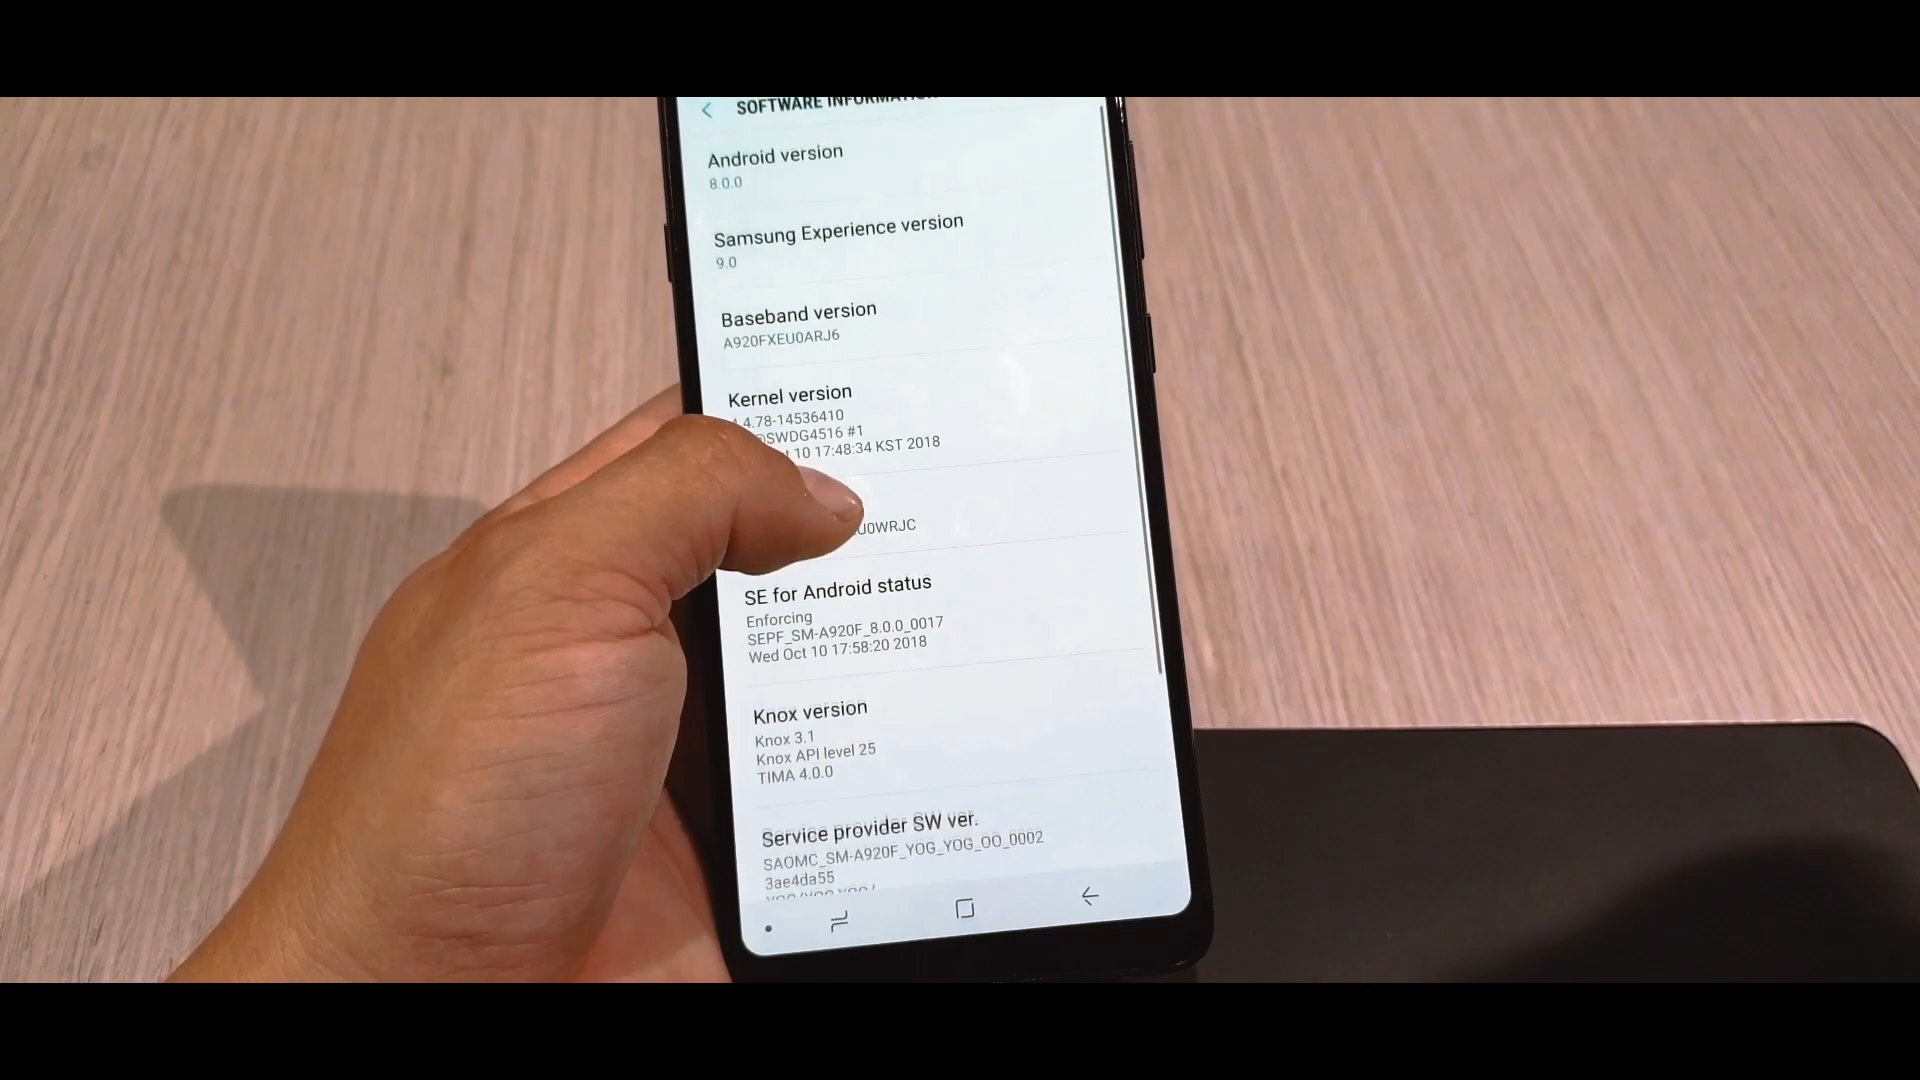 SOFTWARE INFORMATION
Android version
8.0.0
Samsung Experience version
9.0
Baseband version
A920FXEU0ARJ6
Kernel version
4.4.78-14536410
SWDG4516 #1
10 17:48:34 KST 2018
U0WRJC
SE for Android status
Enforcing
SEPF_SM-A920F_8.0.0_0017
Wed Oct 10 17:58:20 2018
Knox version
Knox 3.1
Knox API level 25
TIMA 4.0.0
Service provider SW ver.
SAOMC_SM-A920F_YOG_YOG_OO_0002
3ae4da55